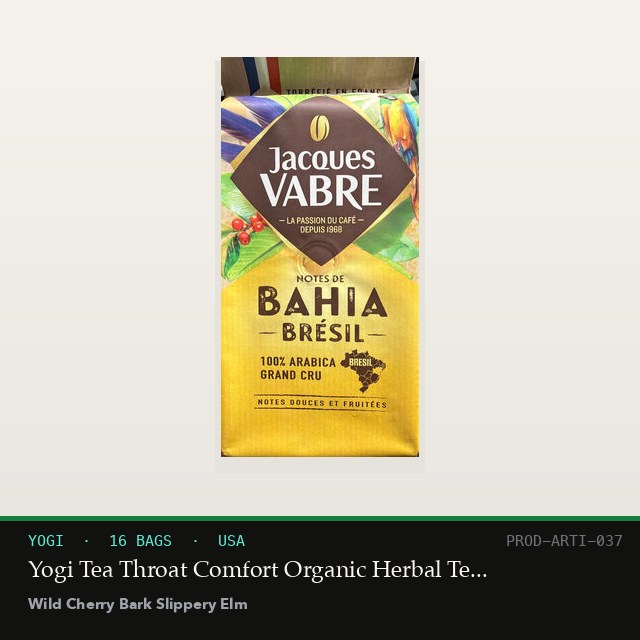 TORRÉFIÉ EN FRANCE
Jacques
VABRE
LA PASSION DU CAFÉ
DEPUIS 1968
NOTES DE
BAHIA
BRÉSIL
100% ARABICA
GRAND CRU
BRESIL
NOTES DOUCES ET FRUITÉES
YOGI · 16 BAGS · USA
PROD-ARTI-037
Yogi Tea Throat Comfort Organic Herbal Te...
Wild Cherry Bark Slippery Elm